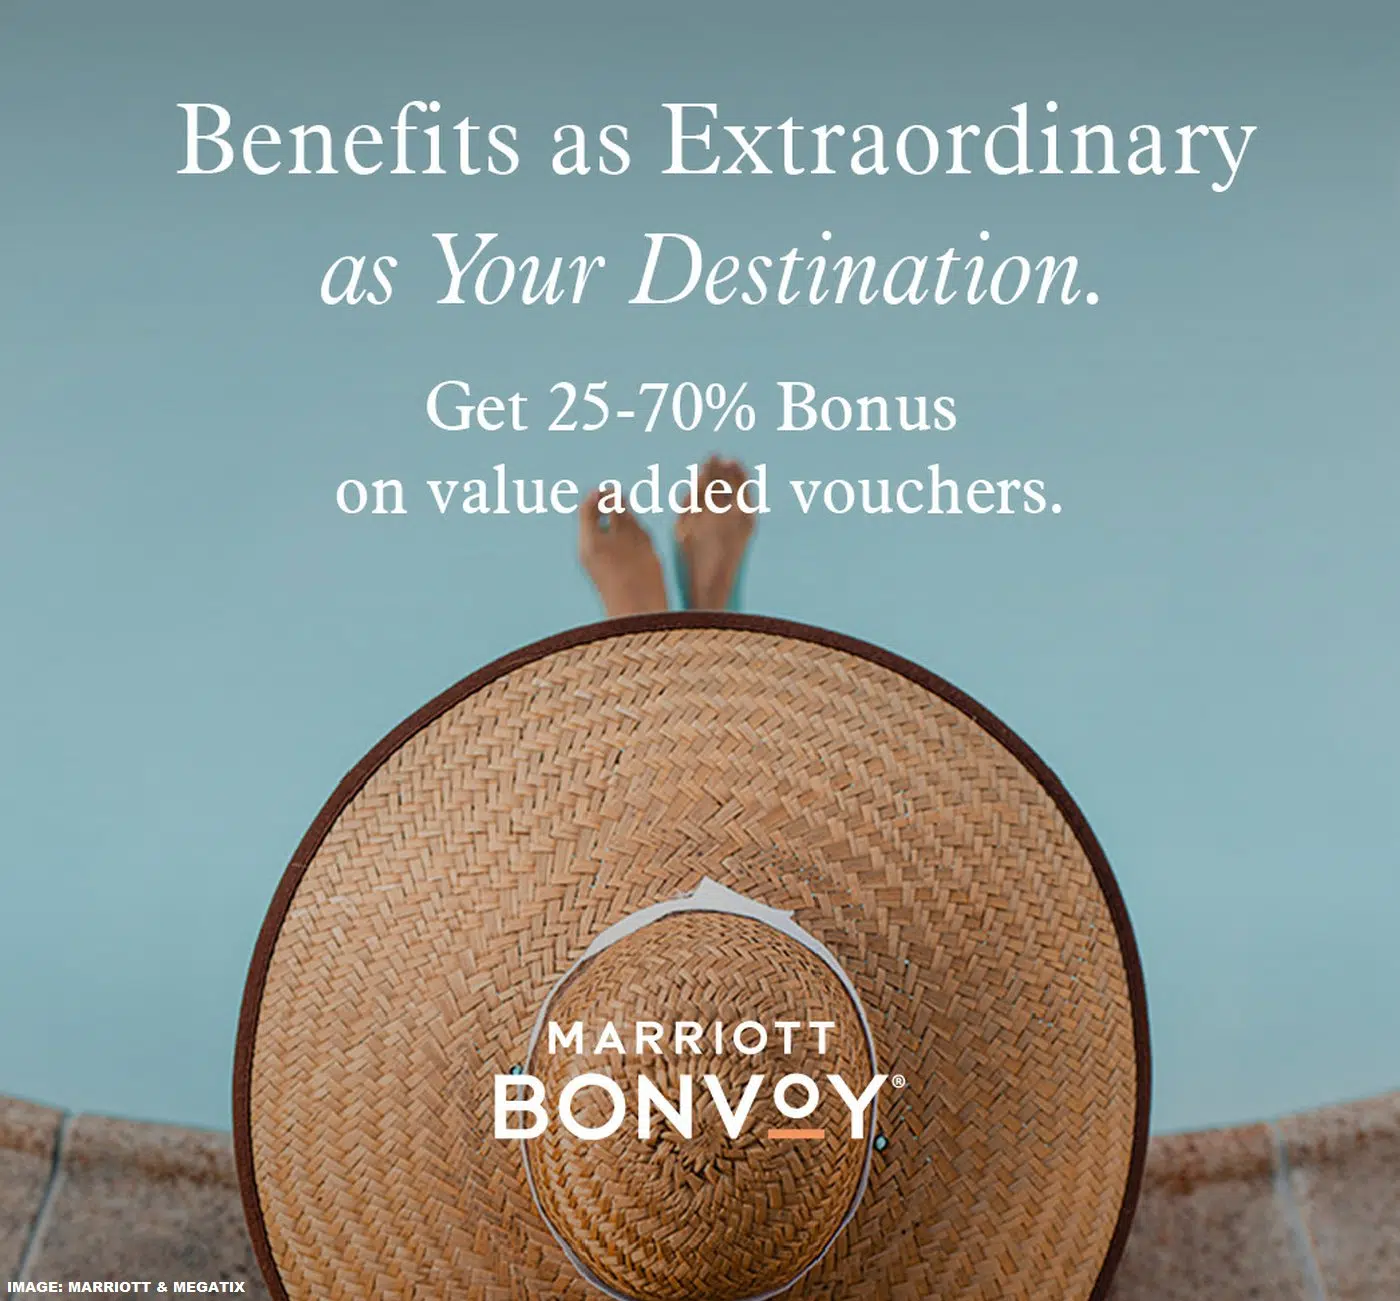 Benefits as Extraordinary
as Your Destination.
Get 25-70% Bonus
on value added vouchers.
MARRIOTT
BONVOY®
IMAGE: MARRIOTT & MEGATIX